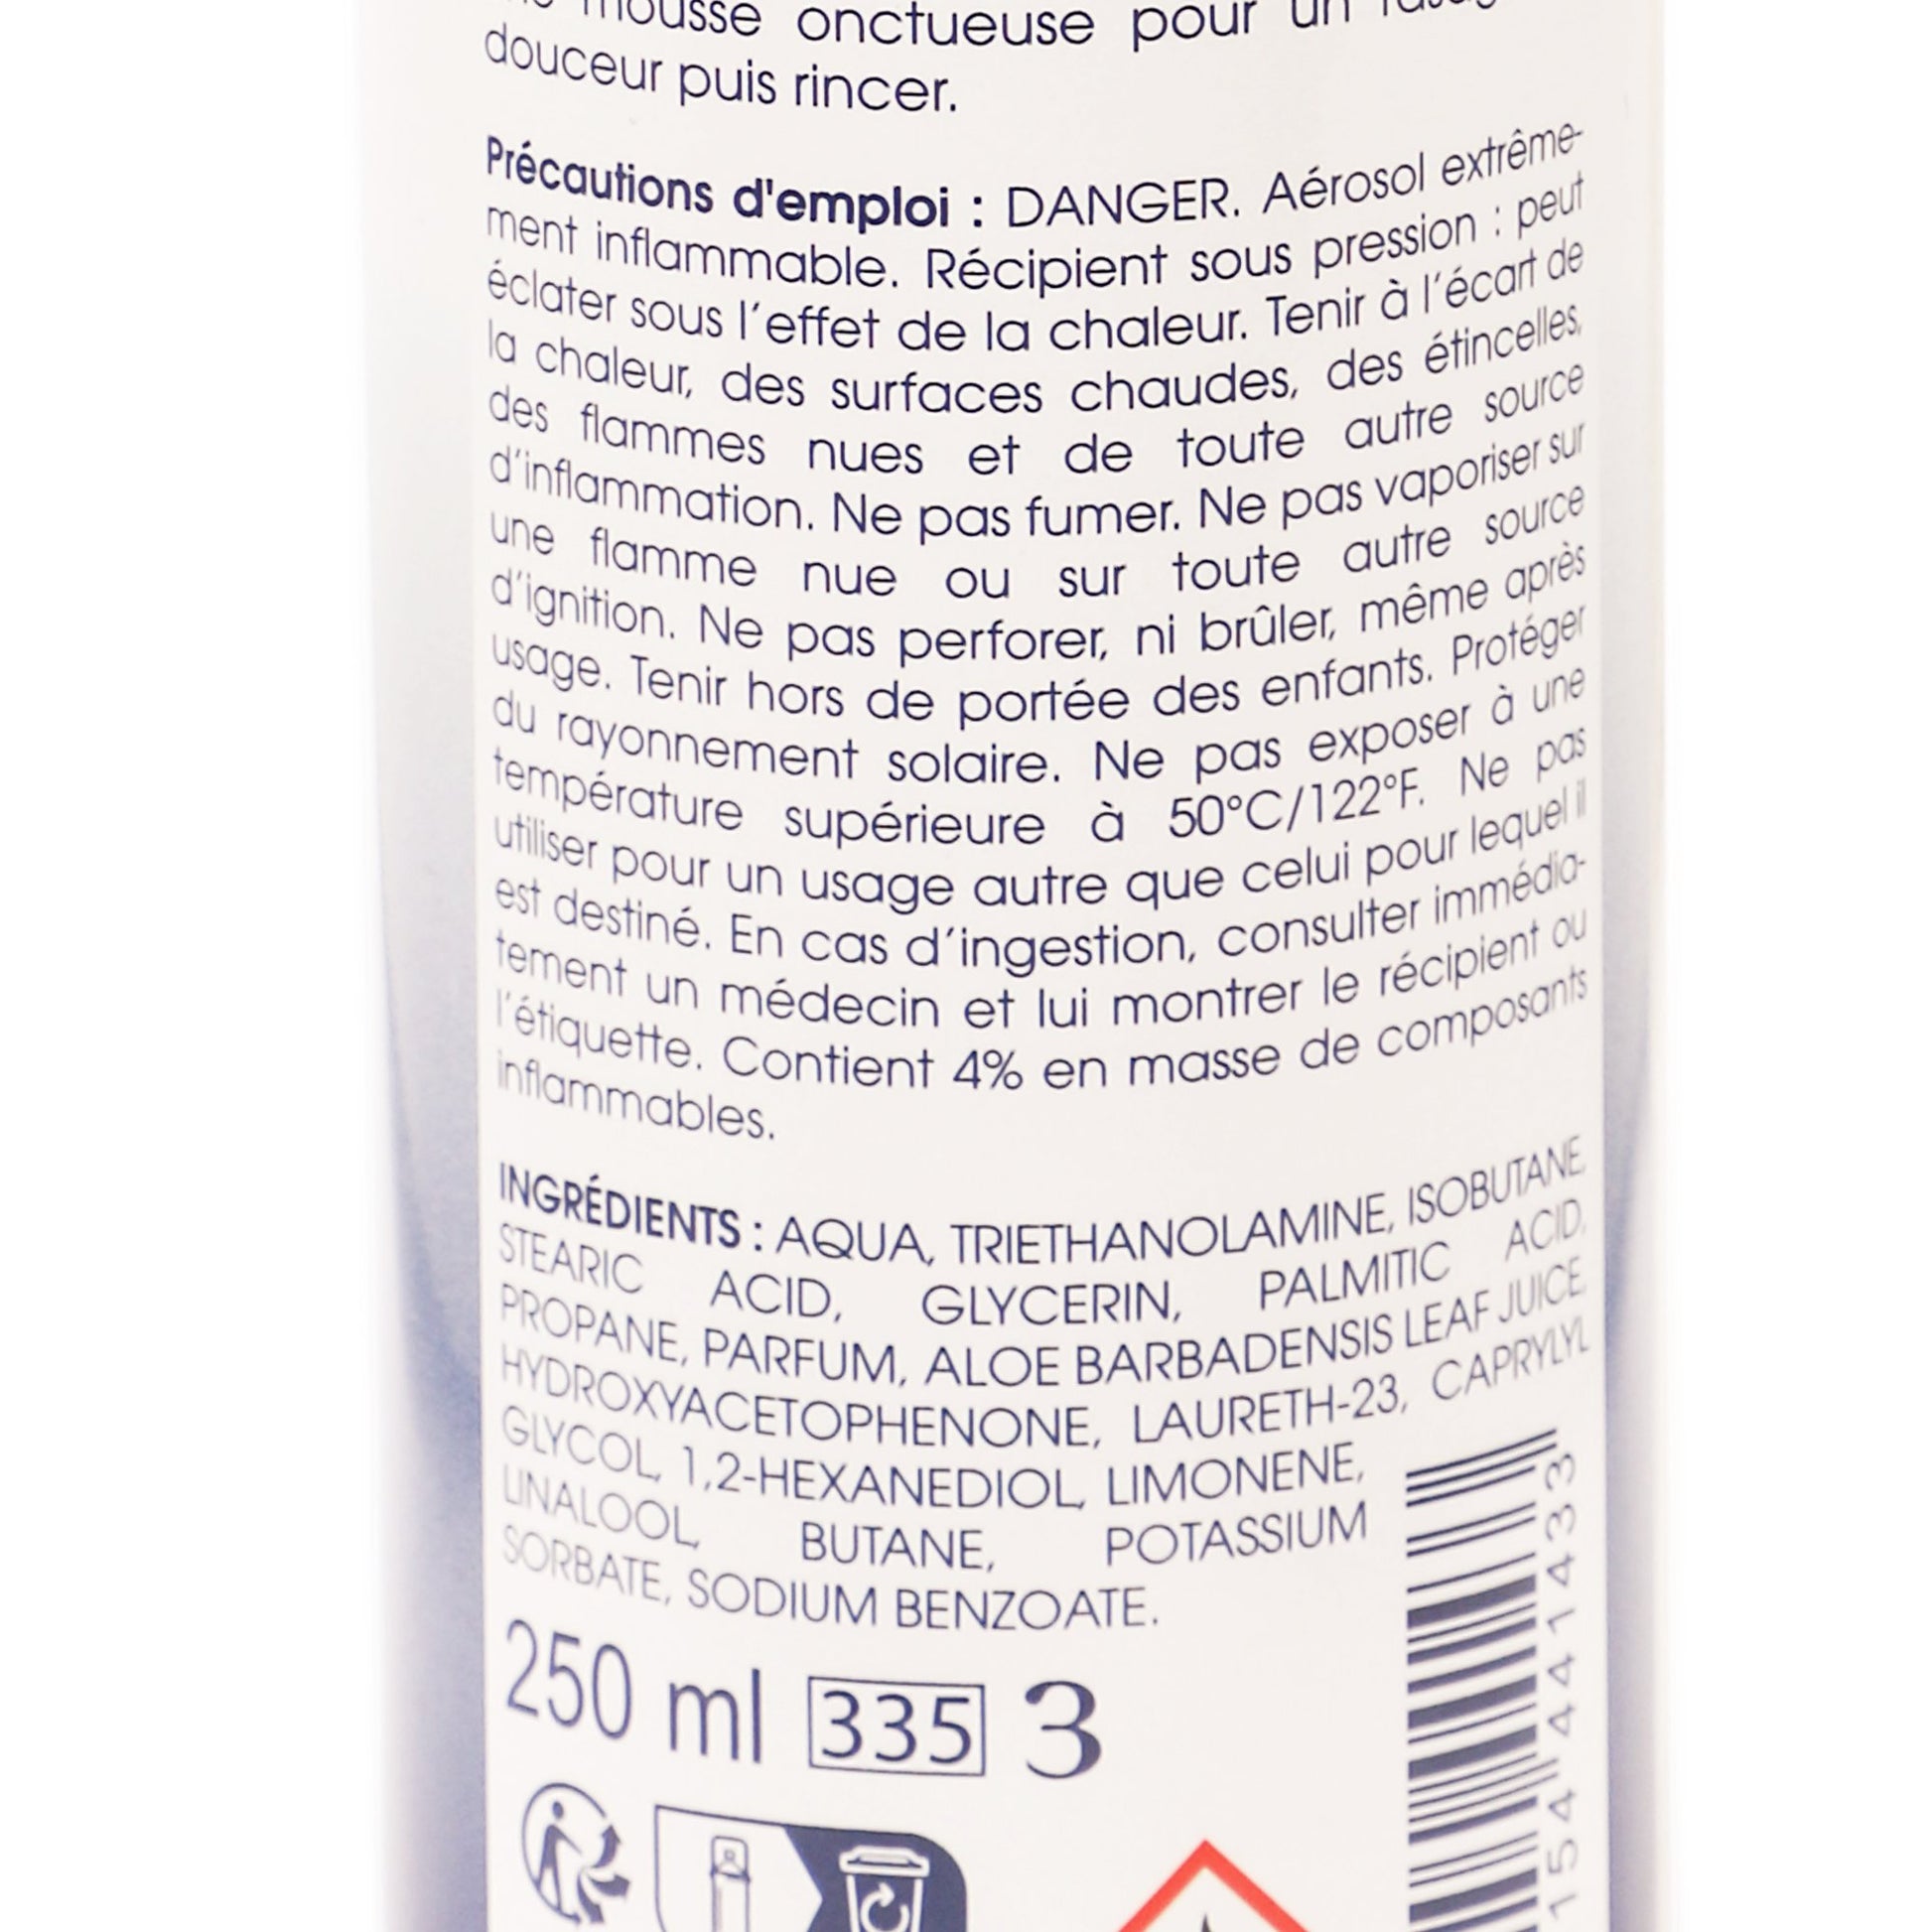 mousse onctueuse pour un
douceur puis rincer.
Précautions d'emploi : DANGER. Aérosol extrême-
ment inflammable. Récipient sous pression : peut
éclater sous l'effet de la chaleur. Tenir à l'écart de
la chaleur, des surfaces chaudes, des étincelles,
des flammes nues et de toute autre source
d'inflammation. Ne pas fumer. Ne pas vaporiser sur
une flamme nue ou sur toute autre source
d'ignition. Ne pas perforer, ni brûler, même après
usage. Tenir hors de portée des enfants. Protéger
du rayonnement solaire. Ne pas exposer à une
température supérieure à 50°C/122°F. Ne pas
utiliser pour un usage autre que celui pour lequel il
est destiné. En cas d'ingestion, consulter immédia-
tement un médecin et lui montrer le récipient ou
l'étiquette. Contient 4% en masse de composants
inflammables.
INGRÉDIENTS : AQUA, TRIETHANOLAMINE, ISOBUTANE,
STEARIC ACID, GLYCERIN, PALMITIC ACID,
PROPANE, PARFUM, ALOE BARBADENSIS LEAF JUICE,
HYDROXYACETOPHENONE, LAURETH-23, CAPRYLYL
GLYCOL, 1,2-HEXANEDIOL, LIMONENE,
LINALOOL, BUTANE, POTASSIUM
SORBATE, SODIUM BENZOATE.
250 ml 335 3
154 441433